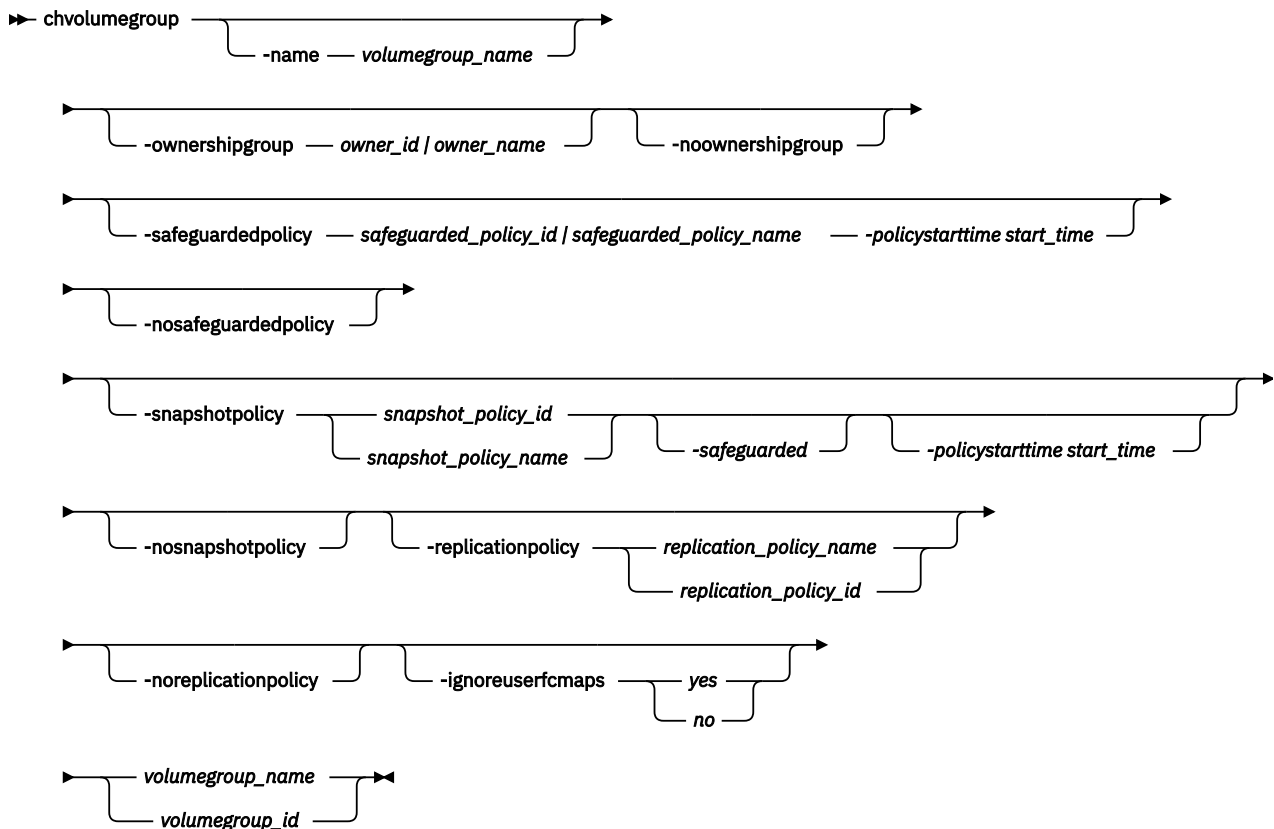 chvolumegroup
-name volumegroup_name
-ownershipgroup owner_id | owner_name -noownershipgroup
-safeguardedpolicy safeguarded_policy_id | safeguarded_policy_name -policystarttime start_time
-nosafeguardedpolicy
-snapshotpolicy snapshot_policy_id
snapshot_policy_name -safeguarded -policystarttime start_time
-nosnapshotpolicy -replicationpolicy replication_policy_name
replication_policy_id
-noreplicationpolicy -ignoreuserfcmaps yes
no
volumegroup_name
volumegroup_id